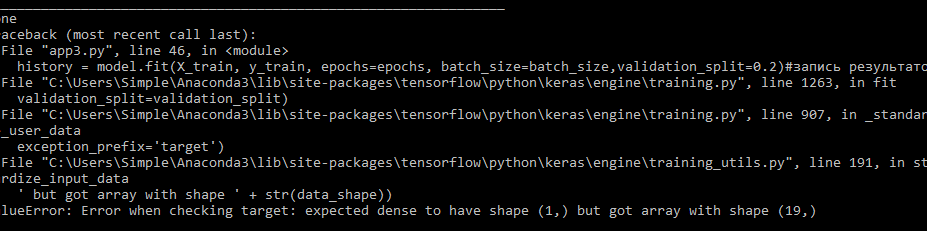 one
aceback (most recent call last):
File "app3.py", line 46, in <module>
history = model.fit(X_train, y_train, epochs=epochs, batch_size=batch_size,validation_split=0.2)#запись результато
File "C:\Users\Simple\Anaconda3\lib\site-packages\tensorflow\python\keras\engine\training.py", line 1263, in fit
validation_split=validation_split)
File "C:\Users\Simple\Anaconda3\lib\site-packages\tensorflow\python\keras\engine\training.py", line 907, in _standar
_user_data
exception_prefix='target')
File "C:\Users\Simple\Anaconda3\lib\site-packages\tensorflow\python\keras\engine\training_utils.py", line 191, in st
rdize_input_data
' but got array with shape ' + str(data_shape))
lueError: Error when checking target: expected dense to have shape (1,) but got array with shape (19,)